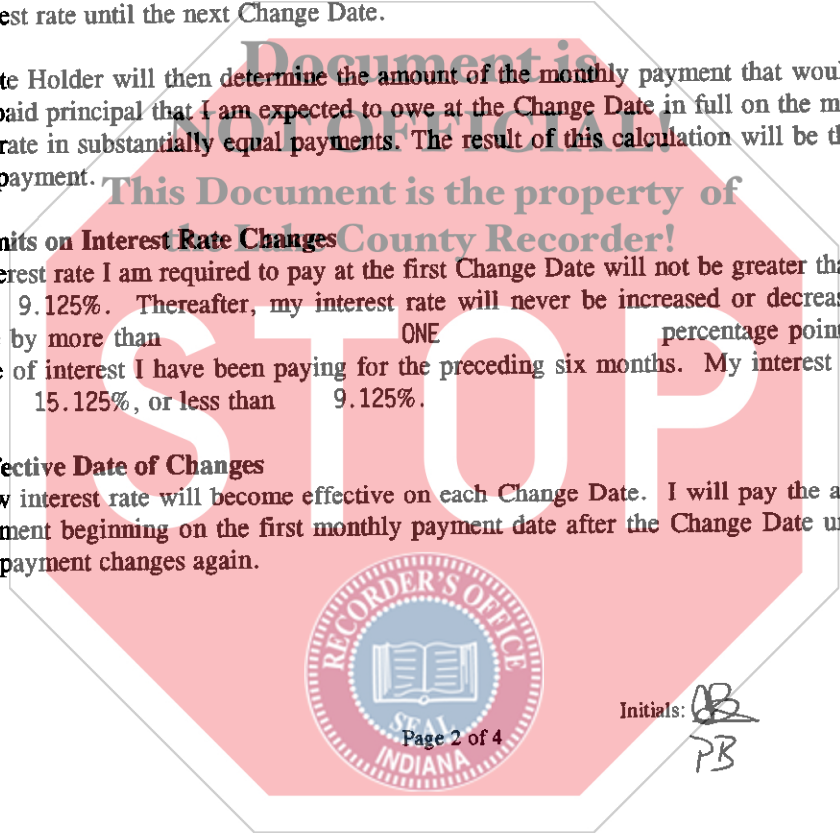 est rate until the next Change Date.
Document is
te Holder will then determine the amount of the monthly payment that woul
paid principal that I am expected to owe at the Change Date in full on the m
NOT OFFICIAL!
rate in substantially equal payments. The result of this calculation will be th
payment.
This Document is the property of
the Lake County Recorder!
nits on Interest Rate Changes
erest rate I am required to pay at the first Change Date will not be greater tha
9.125%. Thereafter, my interest rate will never be increased or decreas
by more than ONE percentage point
e of interest I have been paying for the preceding six months. My interest
15.125%, or less than 9.125%.
STOP
fective Date of Changes
w interest rate will become effective on each Change Date. I will pay the a
ment beginning on the first monthly payment date after the Change Date un
payment changes again.
RECORDER'S OFFICE
SEAL
INDIANA
Initials:
PB
Page 2 of 4